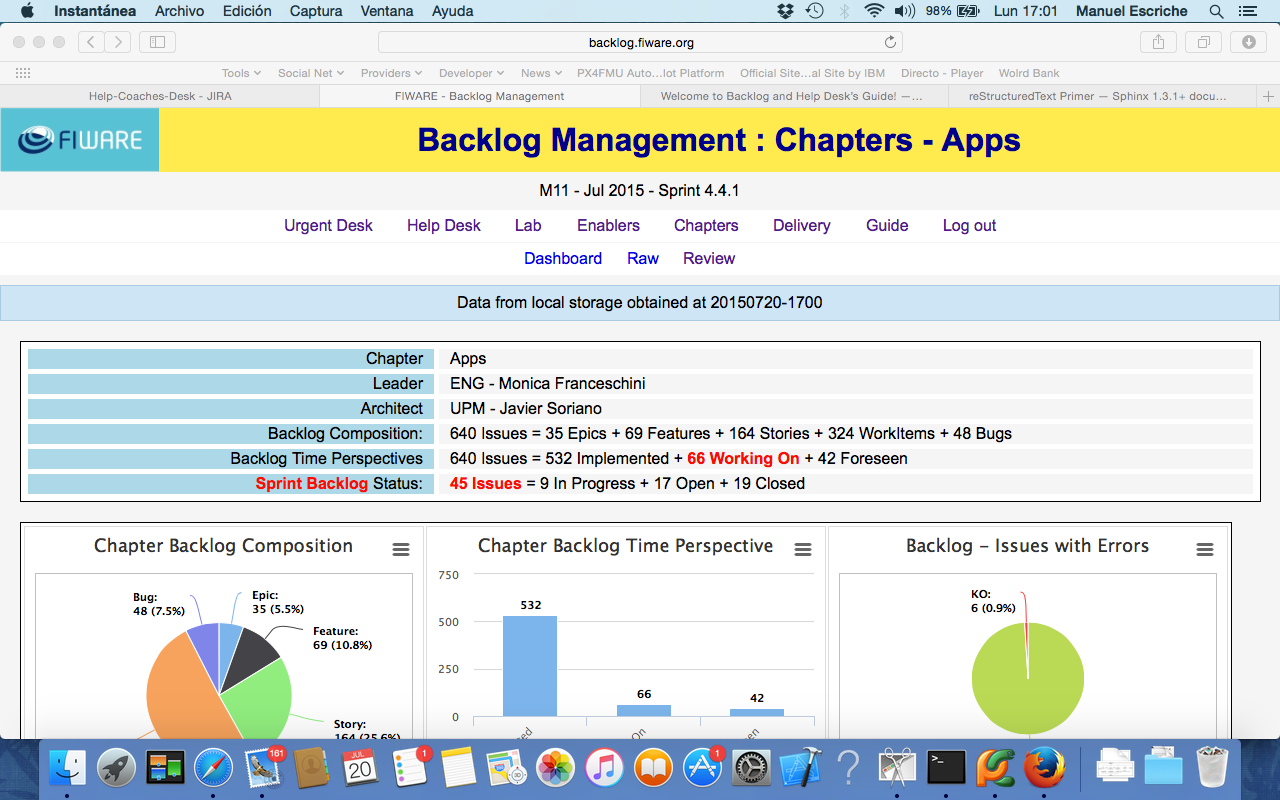 Instantánea Archivo Edición Captura Ventana Ayuda 98% Lun 17:01 Manuel Escriche
backlog.fiware.org
Tools Social Net Providers Developer News PX4FMU Auto...lot Platform Official Site...al Site by IBM Directo - Player Wolrd Bank
Help-Coaches-Desk - JIRA FIWARE - Backlog Management Welcome to Backlog and Help Desk's Guide! —... reStructuredText Primer — Sphinx 1.3.1+ docu...
FIWARE Backlog Management : Chapters - Apps
M11 - Jul 2015 - Sprint 4.4.1
Urgent Desk Help Desk Lab Enablers Chapters Delivery Guide Log out
Dashboard Raw Review
Data from local storage obtained at 20150720-1700
Chapter Apps
Leader ENG - Monica Franceschini
Architect UPM - Javier Soriano
Backlog Composition: 640 Issues = 35 Epics + 69 Features + 164 Stories + 324 WorkItems + 48 Bugs
Backlog Time Perspectives 640 Issues = 532 Implemented + 66 Working On + 42 Foreseen
Sprint Backlog Status: 45 Issues = 9 In Progress + 17 Open + 19 Closed
Chapter Backlog Composition
Bug:
48 (7.5%)
Epic:
35 (5.5%)
Feature:
69 (10.8%)
Story:
164 (25.6%)
Chapter Backlog Time Perspective
750
500
250
0
532
66
42
On
Backlog - Issues with Errors
KO:
6 (0.9%)
161
JUL
20
1
1